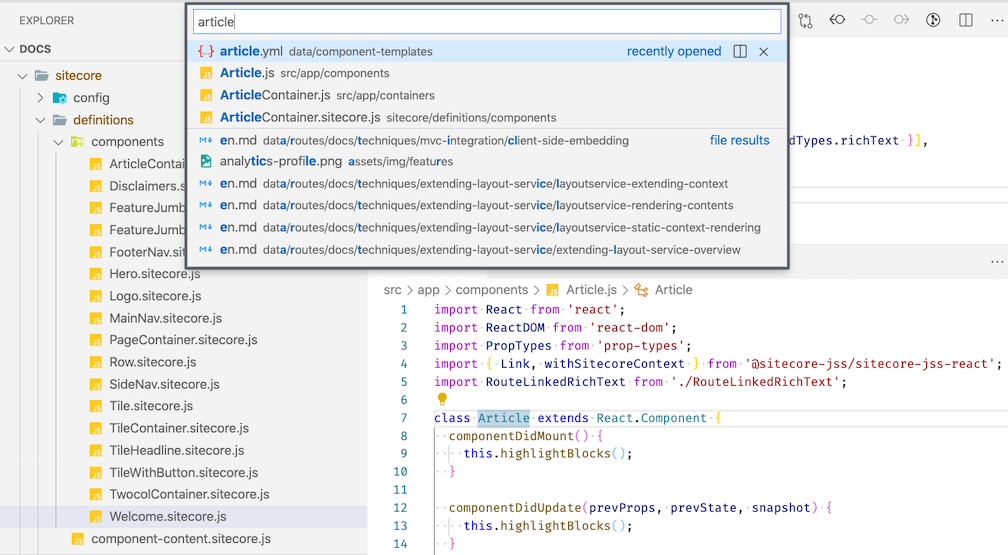 EXPLORER
DOCS
sitecore
config
definitions
components
ArticleContai
Disclaimers.s
FeatureJumb
FeatureJumb
FooterNav.sit
Hero.sitecore.js
Logo.sitecore.js
MainNav.sitecore.js
PageContainer.sitecore.js
Row.sitecore.js
SideNav.sitecore.js
Tile.sitecore.js
TileContainer.sitecore.js
TileHeadline.sitecore.js
TileWithButton.sitecore.js
TwocolContainer.sitecore.js
Welcome.sitecore.js
component-content.sitecore.js
article
{..} article.yml data/component-templates recently opened
JS Article.js src/app/components
JS ArticleContainer.js src/app/containers
JS ArticleContainer.sitecore.js sitecore/definitions/components
M↓ en.md data/routes/docs/techniques/mvc-integration/client-side-embedding file results
analytics-profile.png assets/img/features
M↓ en.md data/routes/docs/techniques/extending-layout-service/layoutservice-extending-context
M↓ en.md data/routes/docs/techniques/extending-layout-service/layoutservice-rendering-contents
M↓ en.md data/routes/docs/techniques/extending-layout-service/layoutservice-static-context-rendering
M↓ en.md data/routes/docs/techniques/extending-layout-service/extending-layout-service-overview
dTypes.richText }],
src > app > components > JS Article.js > Article
1 import React from 'react';
2 import ReactDOM from 'react-dom';
3 import PropTypes from 'prop-types';
4 import { Link, withSitecoreContext } from '@sitecore-jss/sitecore-jss-react';
5 import RouteLinkedRichText from './RouteLinkedRichText';
6
7 class Article extends React.Component {
8 componentDidMount() {
9 this.highlightBlocks();
10 }
11
12 componentDidUpdate(prevProps, prevState, snapshot) {
13 this.highlightBlocks();
14 }